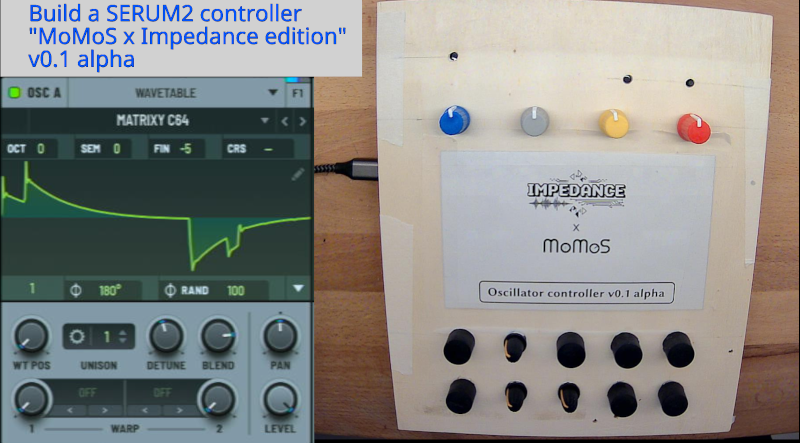 Build a SERUM2 controller
"MoMoS x Impedance edition"
v0.1 alpha
OSC A WAVETABLE F1
MATRIXY C64
OCT 0 SEM 0 FIN -5 CRS –
1 180° RAND 100
1
WT POS UNISON DETUNE BLEND PAN
OFF OFF
1 WARP 2 LEVEL
IMPEDANCE
x
MoMoS
Oscillator controller v0.1 alpha